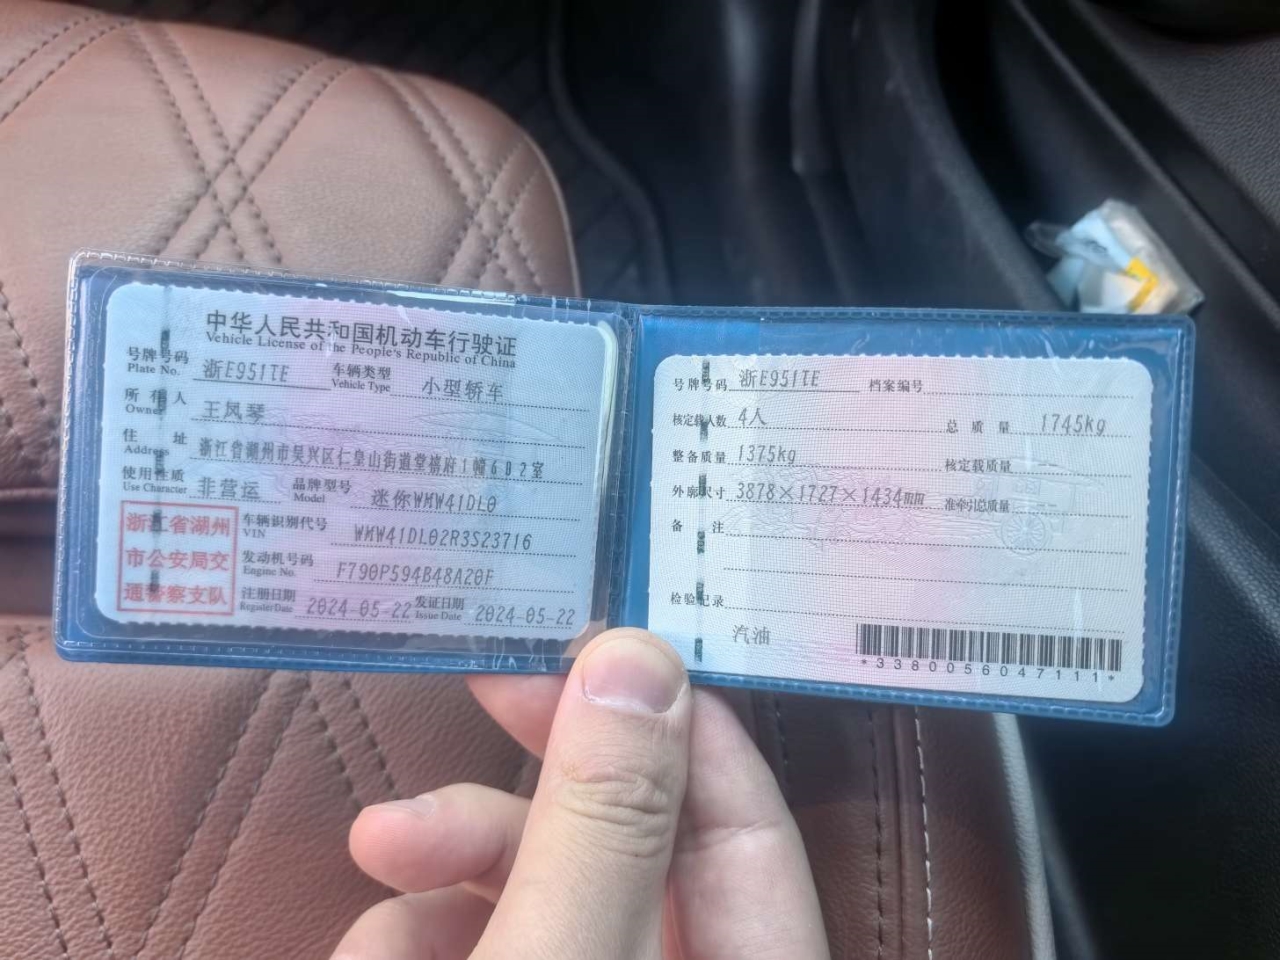 中华人民共和国机动车行驶证
Vehicle License of the People's Republic of China
号牌号码 Plate No. 浙E951TE 车辆类型 Vehicle Type 小型轿车
所有人 Owner 王凤琴
住址 Address 浙江省湖州市吴兴区仁皇山街道堂禧府1幢602室
使用性质 Use Character 非营运 品牌型号 Model 迷你WMW41DL0
浙江省湖州市公安局交通警察支队
车辆识别代号 VIN WMW41DL02R3S23716
发动机号码 Engine No. F790P594B48A20F
注册日期 Register Date 2024-05-22 发证日期 Issue Date 2024-05-22
号牌号码 浙E951TE 档案编号
核定载人数 4人 总质量 1745kg
整备质量 1375kg 核定载质量
外廓尺寸 3878×1727×1434mm 准牵引总质量
备注
检验记录
汽油
*3380056047111*